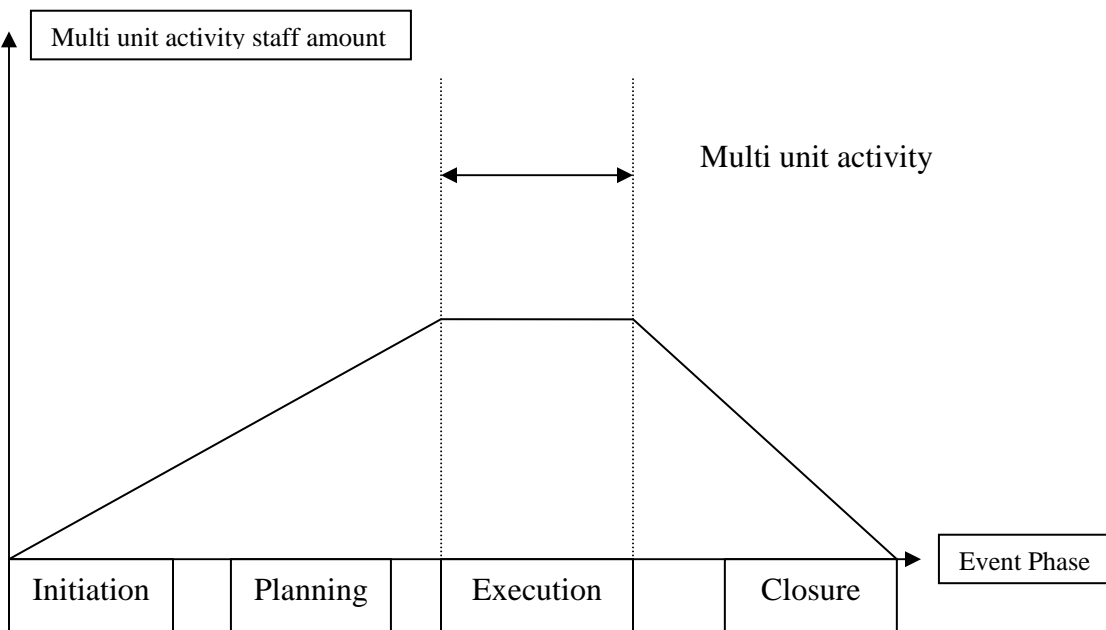 Multi unit activity staff amount
Multi unit activity
Event Phase
Initiation
Planning
Execution
Closure